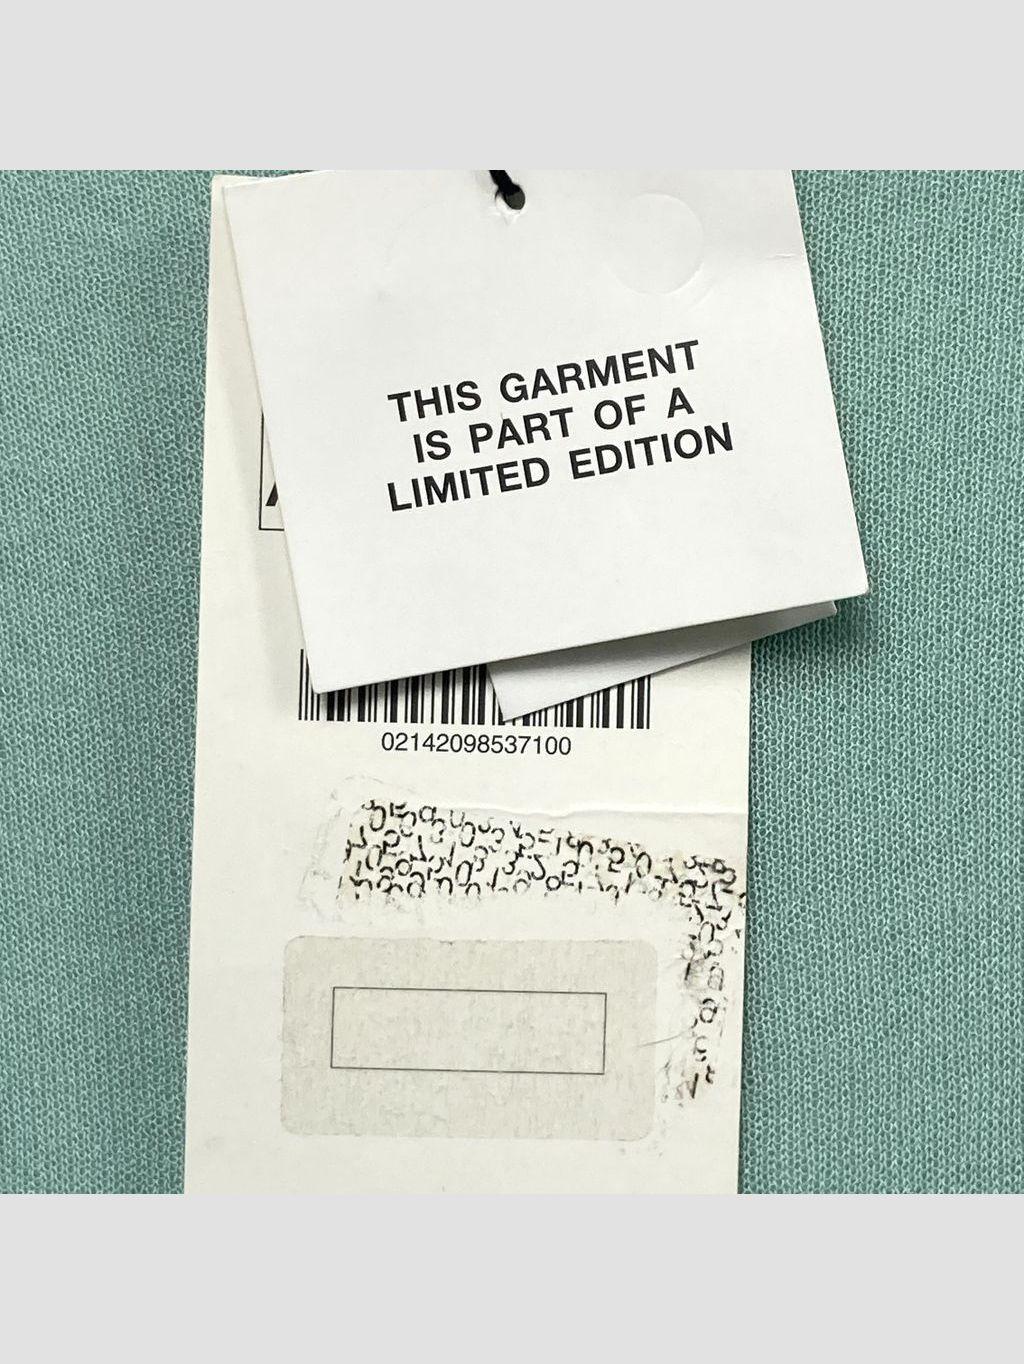 THIS GARMENT
IS PART OF A
LIMITED EDITION
02142098537100